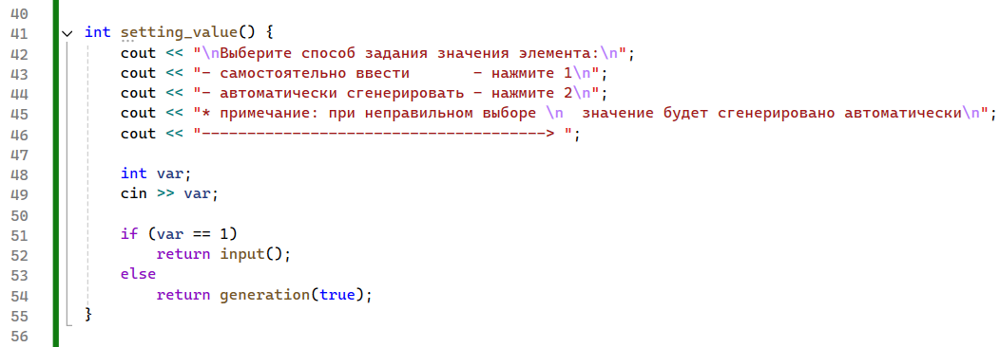 40
41 int setting_value() {
42 cout << "\nВыберите способ задания значения элемента:\n";
43 cout << "- самостоятельно ввести       - нажмите 1\n";
44 cout << "- автоматически сгенерировать - нажмите 2\n";
45 cout << "* примечание: при неправильном выборе \n  значение будет сгенерировано автоматически\n";
46 cout << "--------------------------------------> ";
47
48 int var;
49 cin >> var;
50
51 if (var == 1)
52 return input();
53 else
54 return generation(true);
55 }
56